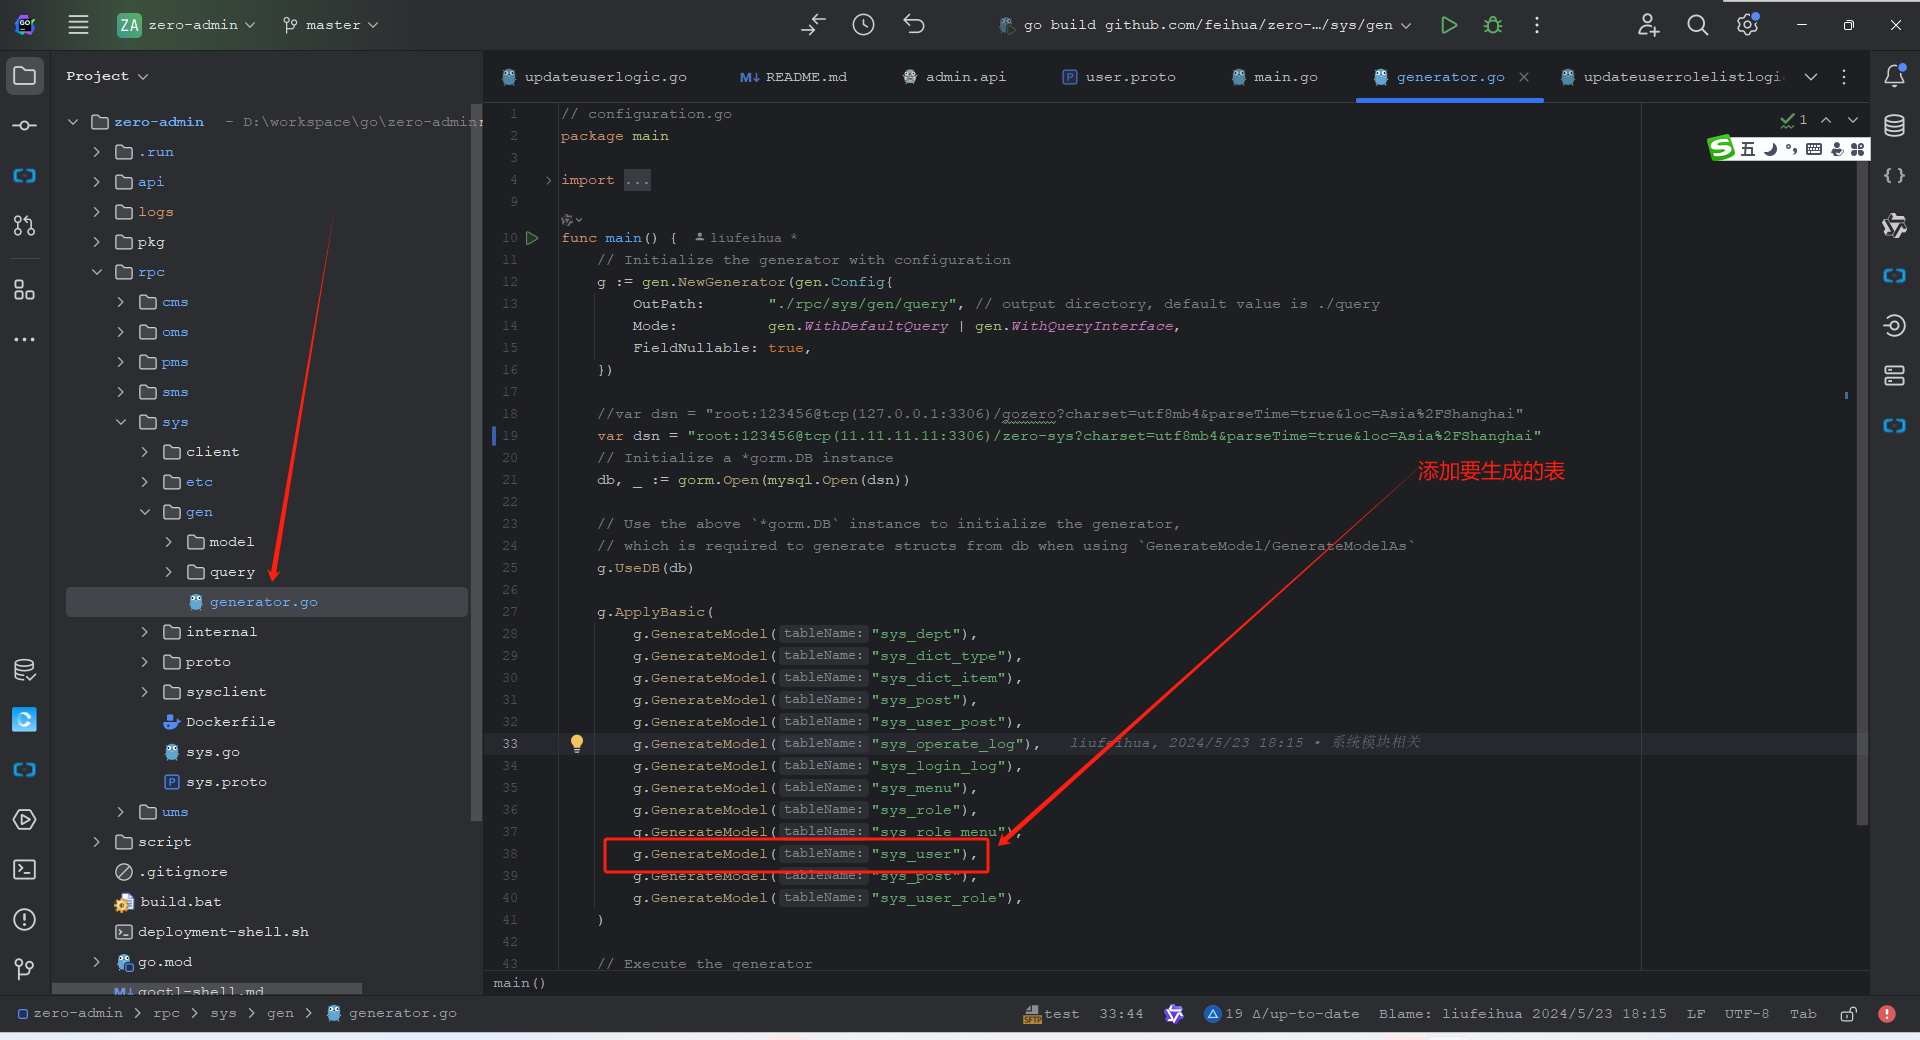 ZA zero-admin master go build github.com/feihua/zero-…/sys/gen
Project
updateuserlogic.go README.md admin.api user.proto main.go generator.go updateuserrolelistlogi
zero-admin – D:\workspace\go\zero-admin
.run
api
logs
pkg
rpc
cms
oms
pms
sms
sys
client
etc
gen
model
query
generator.go
internal
proto
sysclient
Dockerfile
sys.go
sys.proto
ums
script
.gitignore
build.bat
deployment-shell.sh
go.mod
goctl-shell.md
1
五
1 // configuration.go
2 package main
3
4 import ...
9
10 func main() { liufeihua *
11 // Initialize the generator with configuration
12 g := gen.NewGenerator(gen.Config{
13 OutPath: "./rpc/sys/gen/query", // output directory, default value is ./query
14 Mode: gen.WithDefaultQuery | gen.WithQueryInterface,
15 FieldNullable: true,
16 })
17
18 //var dsn = "root:123456@tcp(127.0.0.1:3306)/gozero?charset=utf8mb4&parseTime=true&loc=Asia%2FShanghai"
19 var dsn = "root:123456@tcp(11.11.11.11:3306)/zero-sys?charset=utf8mb4&parseTime=true&loc=Asia%2FShanghai"
20 // Initialize a *gorm.DB instance
21 db, _ := gorm.Open(mysql.Open(dsn))
添加要生成的表
22
23 // Use the above `*gorm.DB` instance to initialize the generator,
24 // which is required to generate structs from db when using `GenerateModel/GenerateModelAs`
25 g.UseDB(db)
26
27 g.ApplyBasic(
28 g.GenerateModel( tableName: "sys_dept"),
29 g.GenerateModel( tableName: "sys_dict_type"),
30 g.GenerateModel( tableName: "sys_dict_item"),
31 g.GenerateModel( tableName: "sys_post"),
32 g.GenerateModel( tableName: "sys_user_post"),
33 g.GenerateModel( tableName: "sys_operate_log"), liufeihua, 2024/5/23 18:15 • 系统模块相关
34 g.GenerateModel( tableName: "sys_login_log"),
35 g.GenerateModel( tableName: "sys_menu"),
36 g.GenerateModel( tableName: "sys_role"),
37 g.GenerateModel( tableName: "sys_role_menu"),
38 g.GenerateModel( tableName: "sys_user"),
39 g.GenerateModel( tableName: "sys_post"),
40 g.GenerateModel( tableName: "sys_user_role"),
41 )
42
43 // Execute the generator
main()
zero-admin > rpc > sys > gen > generator.go
test 33:44 19 Δ/up-to-date Blame: liufeihua 2024/5/23 18:15 LF UTF-8 Tab